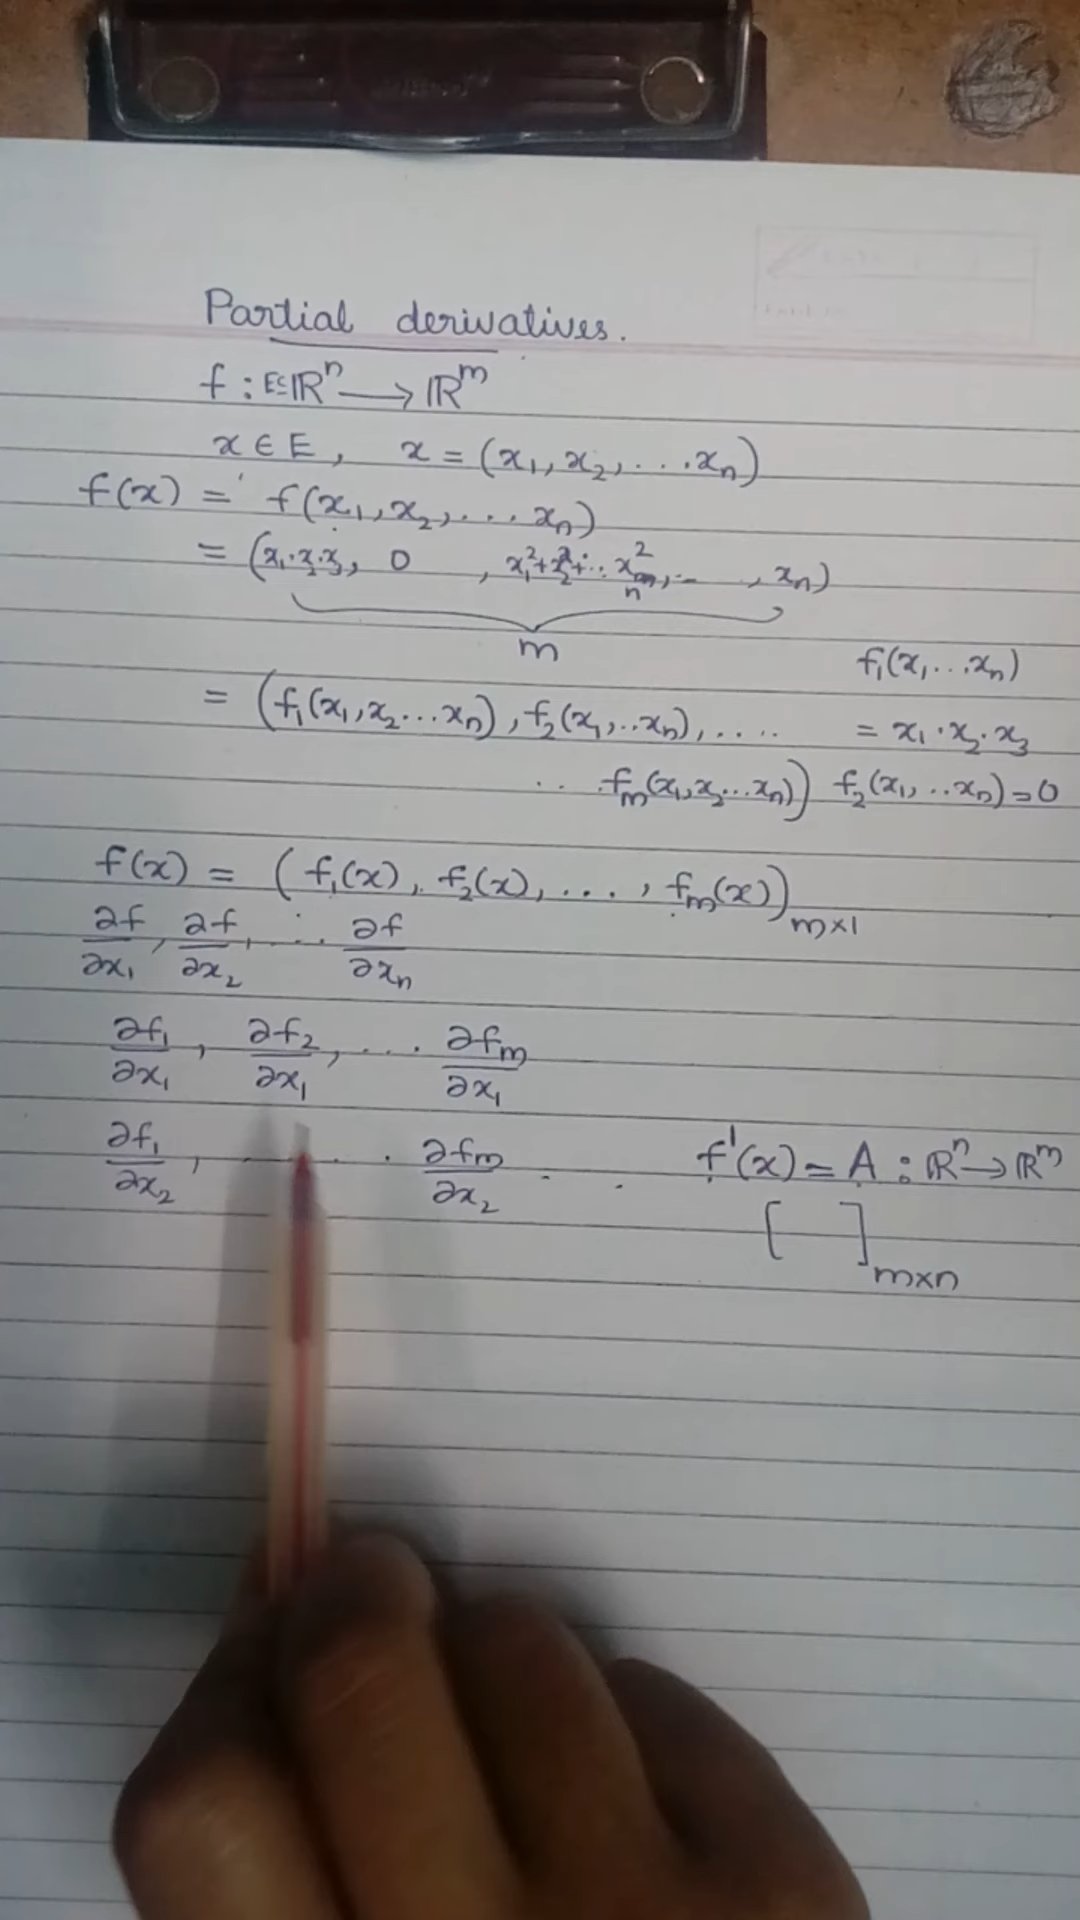 Partial derivatives.
f : E⊆ℝⁿ → ℝᵐ
x ∈ E, x = (x₁, x₂, ... xₙ)
f(x) = f(x₁, x₂, ... xₙ)
= (x₁·x₂·x₃, 0, x₁²+x₂²+... xₙ², ... , xₙ)
m
= (f₁(x₁, x₂ ... xₙ), f₂(x₁, .. xₙ), ....
.. fₘ(x₁, x₂ ... xₙ))
f₁(x₁ ... xₙ)
= x₁·x₂·x₃
f₂(x₁, .. xₙ) = 0
f(x) = (f₁(x), f₂(x), ... , fₘ(x))ₘₓ₁
∂f/∂x₁, ∂f/∂x₂, ... ∂f/∂xₙ
∂f₁/∂x₁, ∂f₂/∂x₁, ... ∂fₘ/∂x₁
∂f₁/∂x₂, .... ∂fₘ/∂x₂ . .
f'(x) = A : ℝⁿ → ℝᵐ
[ ]ₘₓₙ